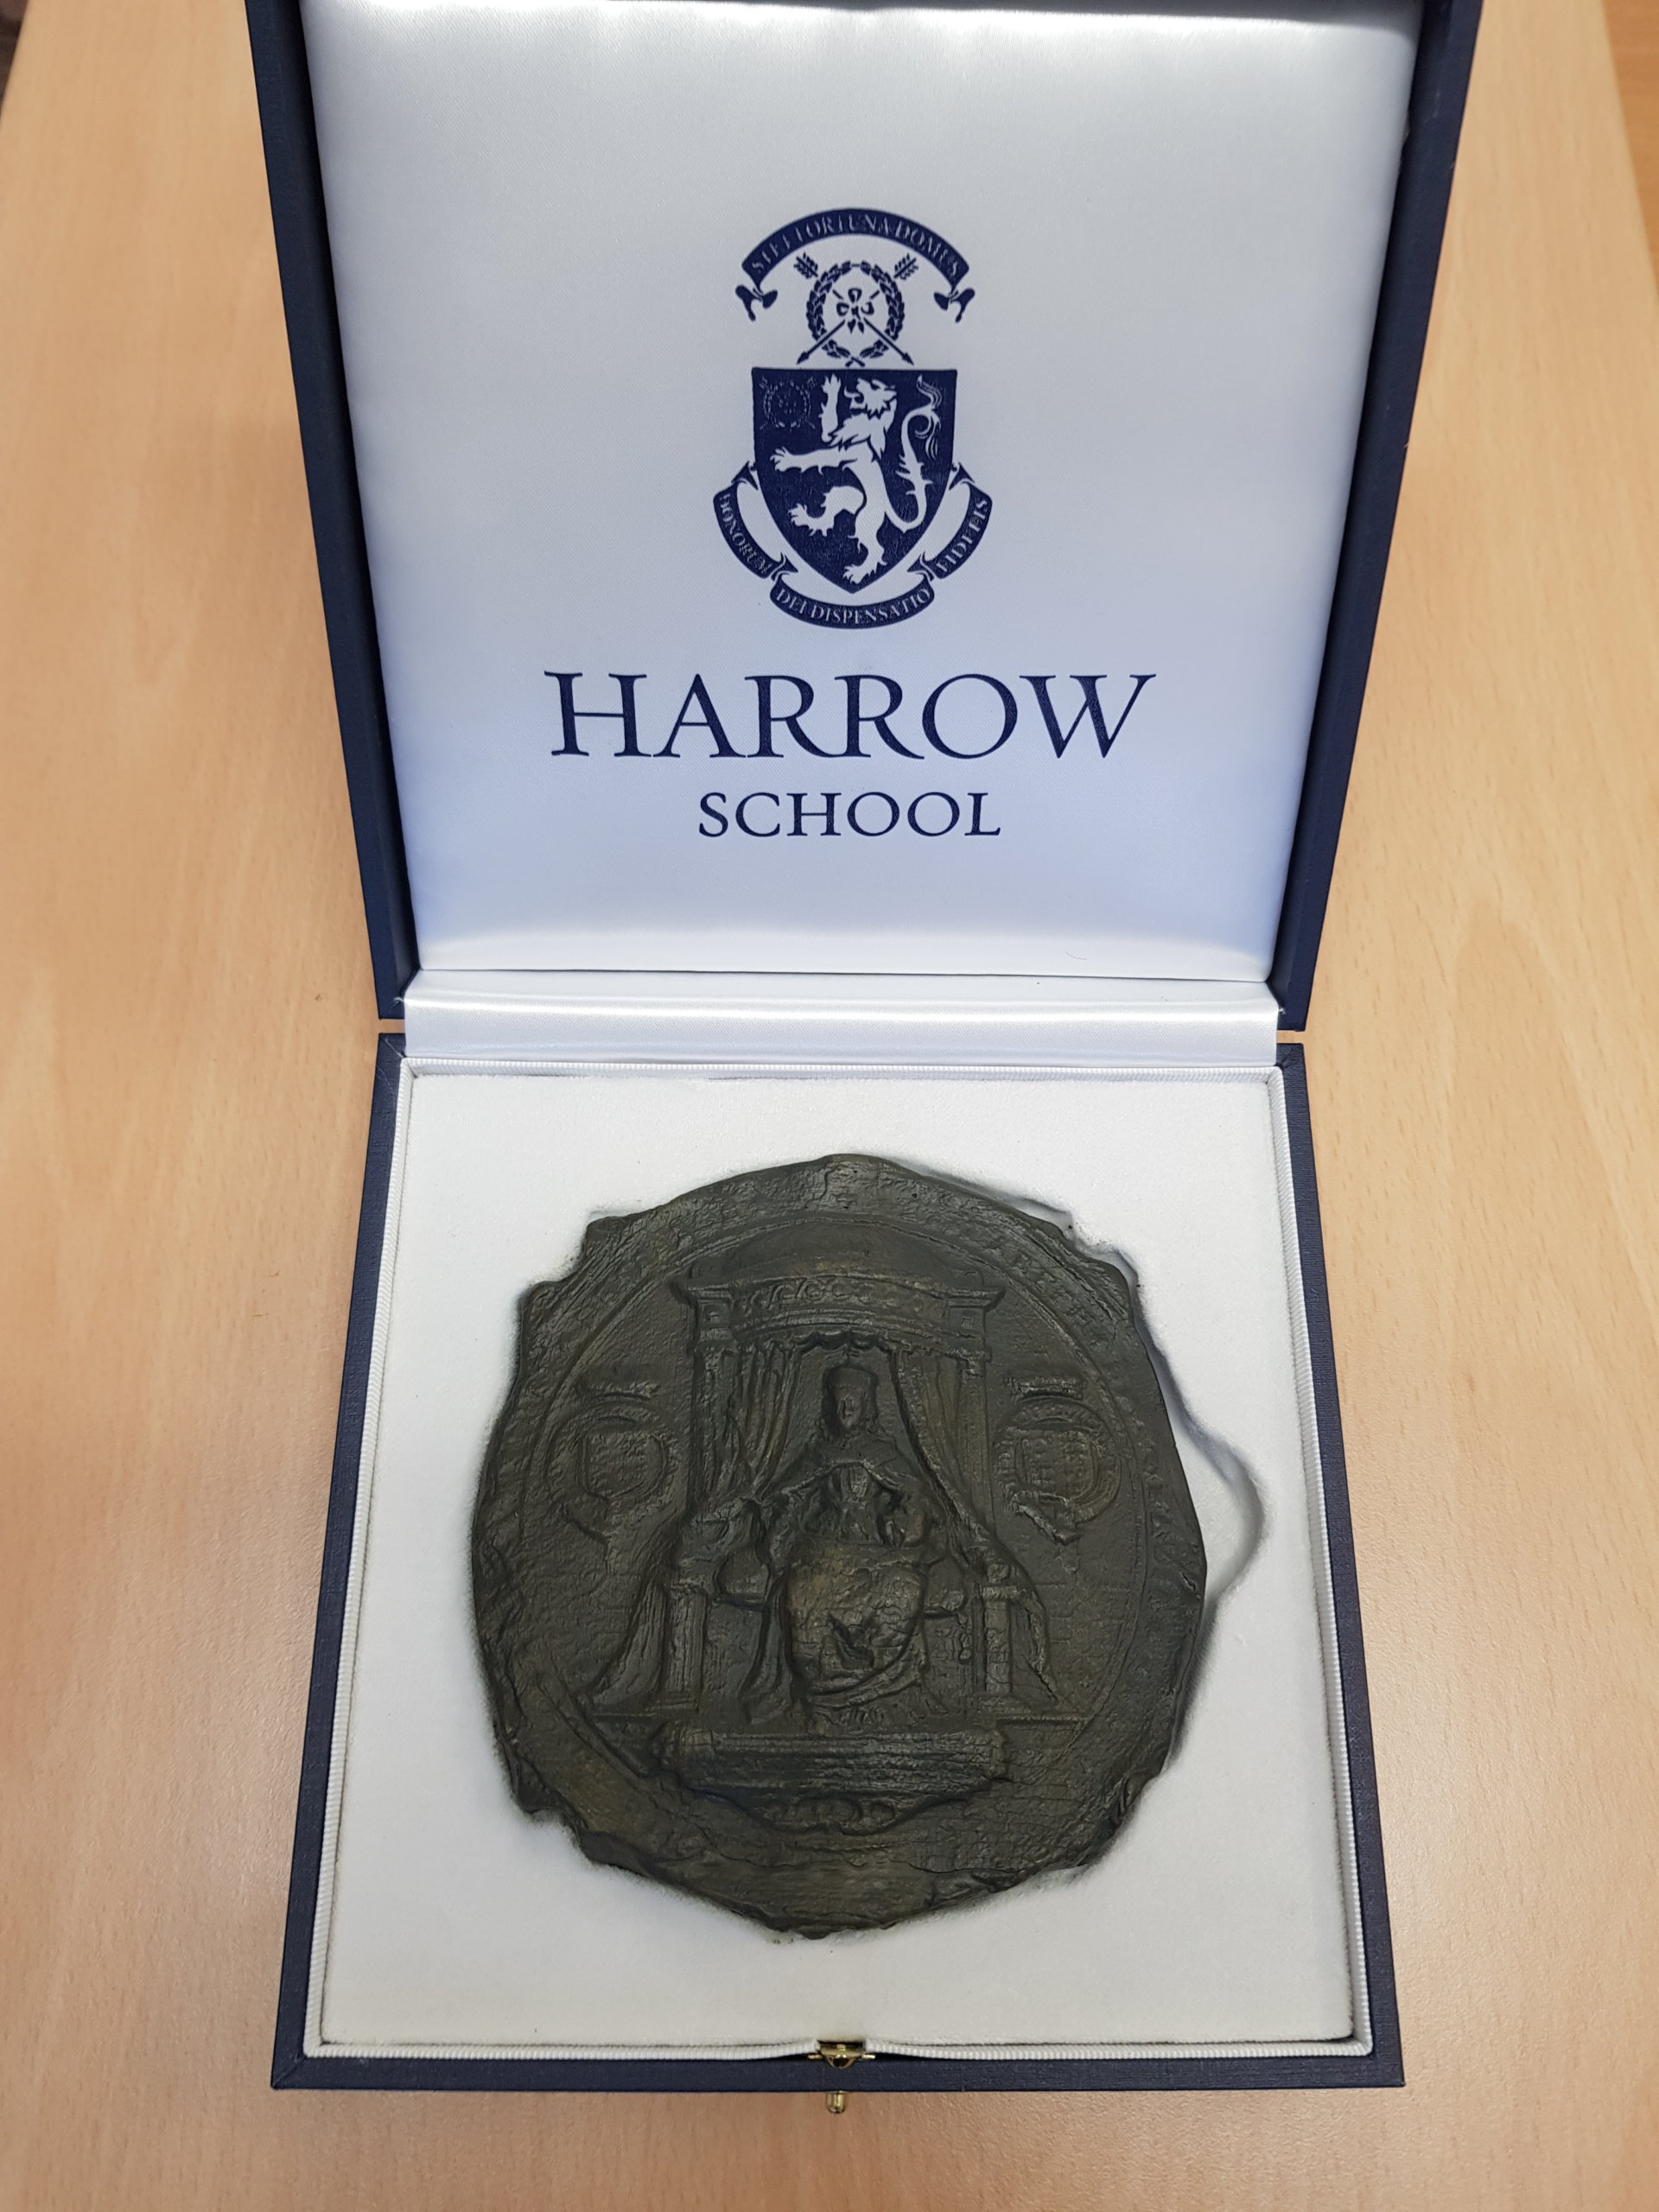 STET FORTUNA DOMUS
DONORUM DEI DISPENSATIO FIDELIS
HARROW
SCHOOL